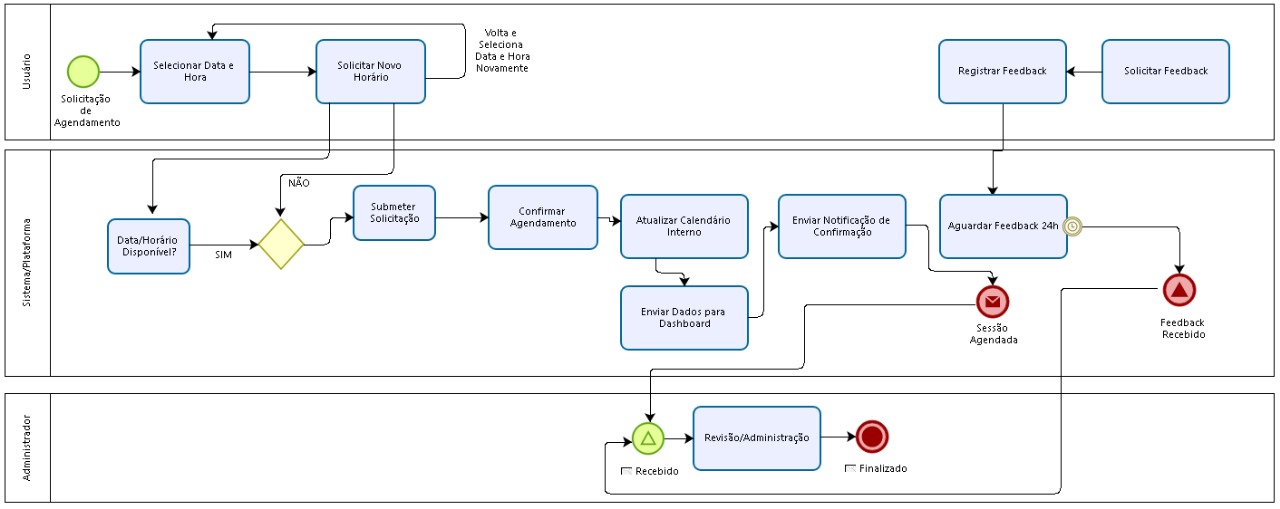 Usuário
Solicitação
de
Agendamento
Selecionar Data e
Hora
Solicitar Novo
Horário
Volta e
Seleciona
Data e Hora
Novamente
Registrar Feedback
Solicitar Feedback
Sistema/Plataforma
Data/Horário
Disponível?
SIM
NÃO
Submeter
Solicitação
Confirmar
Agendamento
Atualizar Calendário
Interno
Enviar Dados para
Dashboard
Enviar Notificação de
Confirmação
Sessão
Agendada
Aguardar Feedback 24h
Feedback
Recebido
Administrador
Recebido
Revisão/Administração
Finalizado